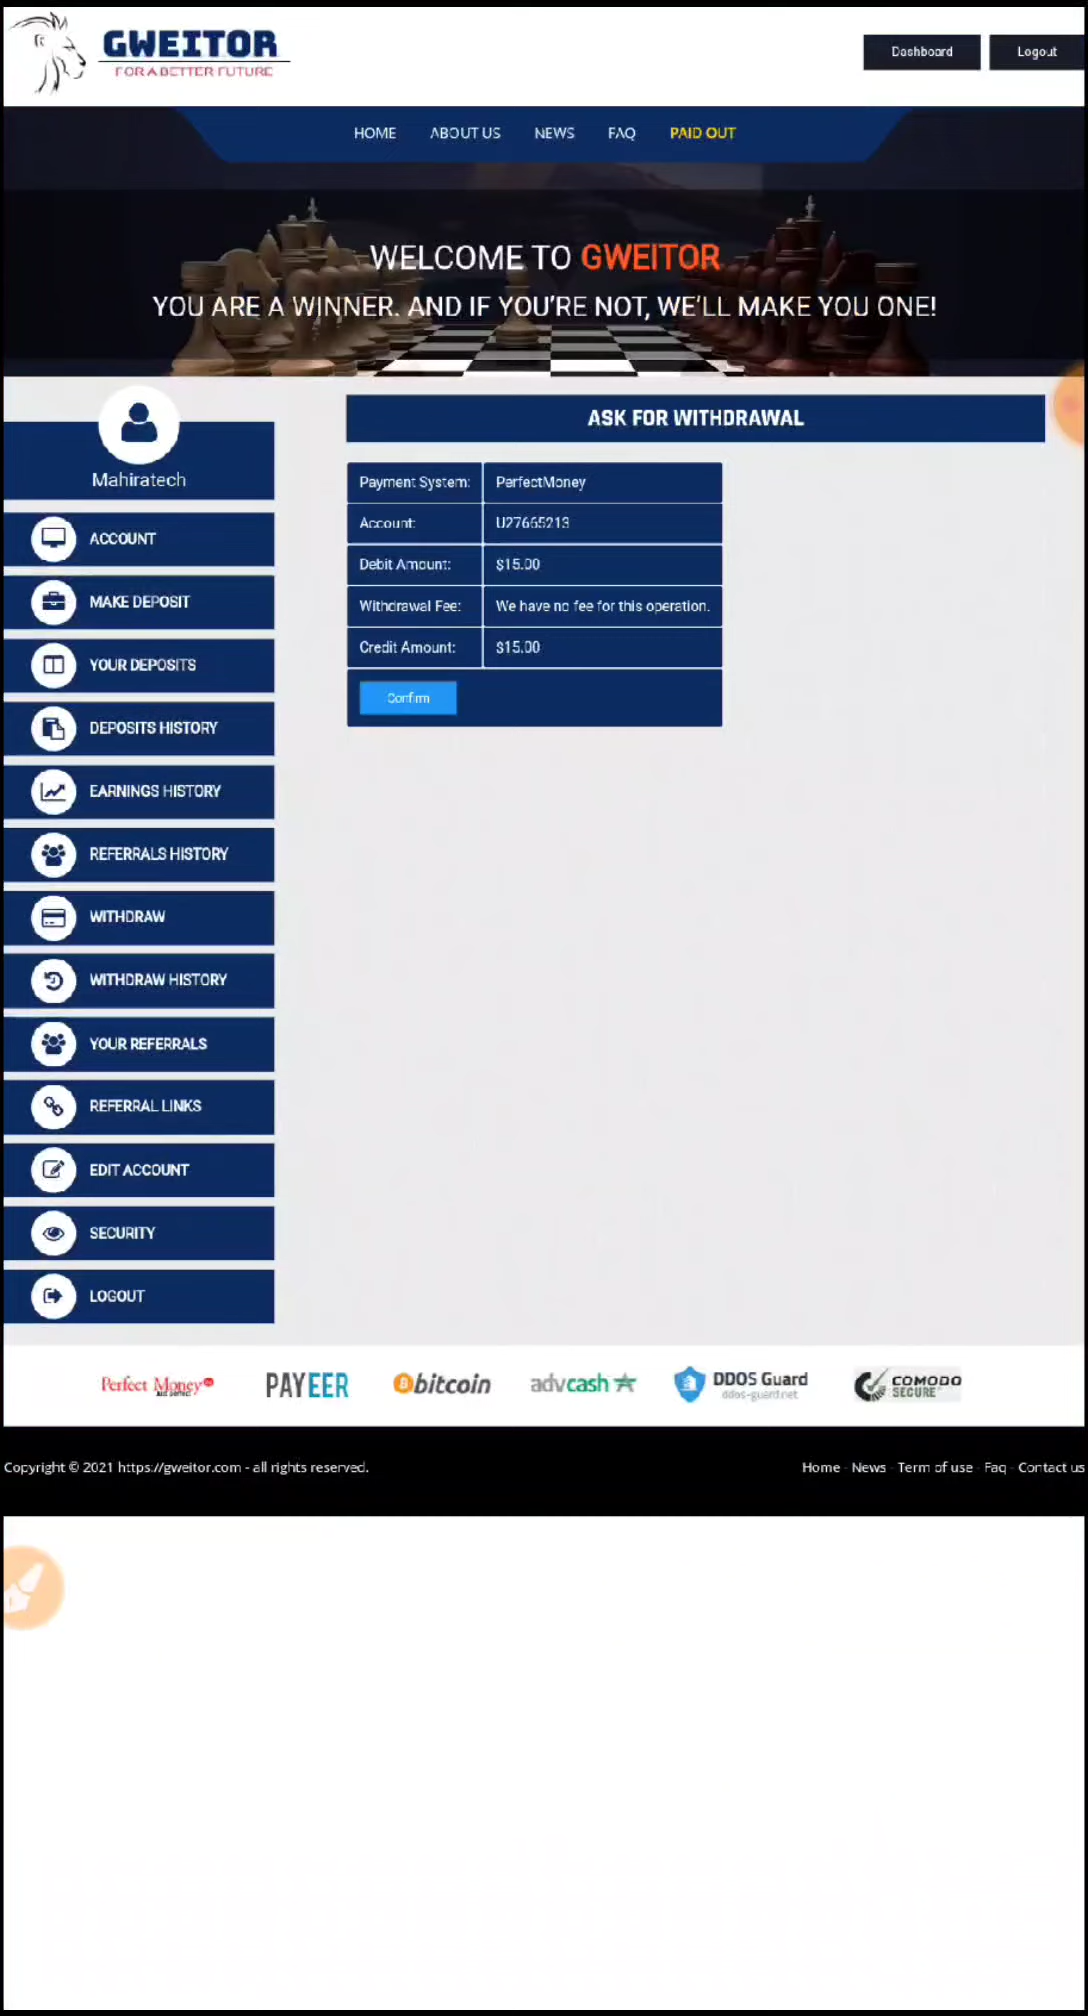 GWEITOR
FOR A BETTER FUTURE
Dashboard
Logout
HOME
ABOUT US
NEWS
FAQ
PAID OUT
WELCOME TO GWEITOR
YOU ARE A WINNER. AND IF YOU'RE NOT, WE'LL MAKE YOU ONE!
Mahiratech
ACCOUNT
MAKE DEPOSIT
YOUR DEPOSITS
DEPOSITS HISTORY
EARNINGS HISTORY
REFERRALS HISTORY
WITHDRAW
WITHDRAW HISTORY
YOUR REFERRALS
REFERRAL LINKS
EDIT ACCOUNT
SECURITY
LOGOUT
ASK FOR WITHDRAWAL
Payment System: PerfectMoney
Account: U27665213
Debit Amount: $15.00
Withdrawal Fee: We have no fee for this operation.
Credit Amount: $15.00
Confirm
Perfect Money
PAYEER
bitcoin
advcash
DDOS Guard
ddos-guard.net
COMODO
SECURE
Copyright © 2021 https://gweitor.com - all rights reserved.
Home - News - Term of use - Faq - Contact us